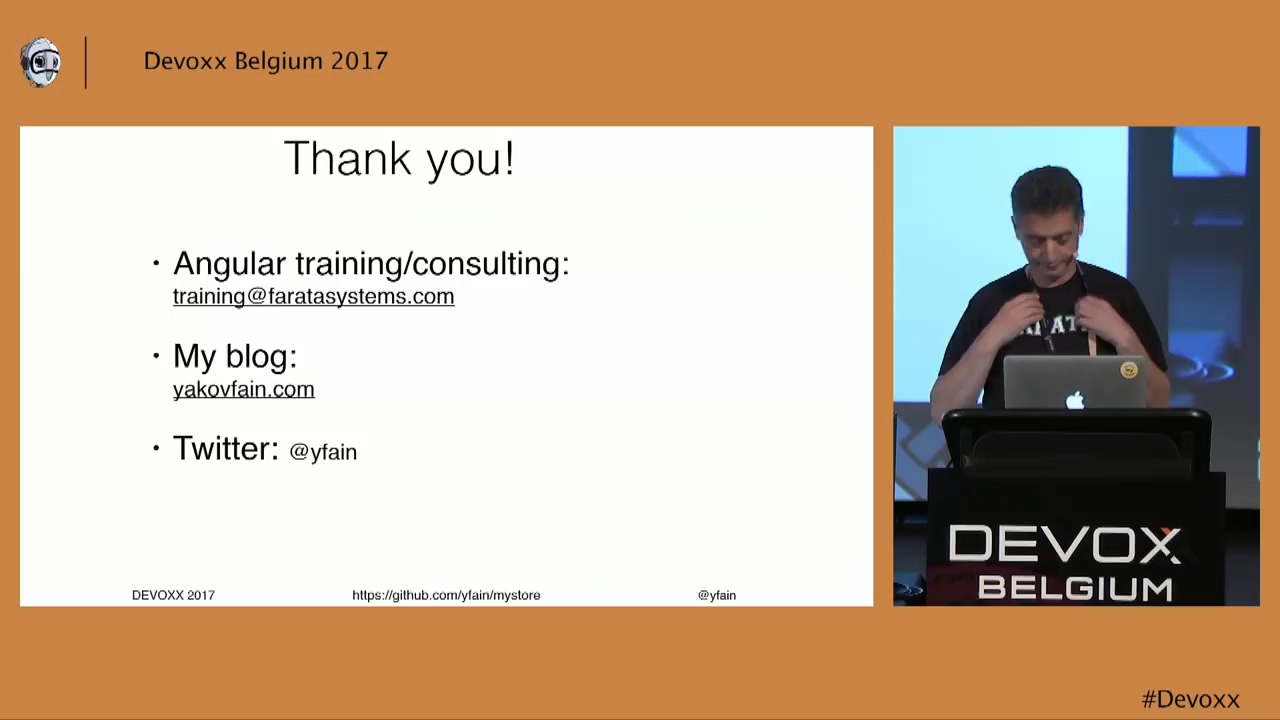 Devoxx Belgium 2017
Thank you!
• Angular training/consulting:
training@faratasystems.com
• My blog:
yakovfain.com
• Twitter: @yfain
DEVOXX 2017 https://github.com/yfain/mystore @yfain
DEVOX
BELGIUM
#Devoxx